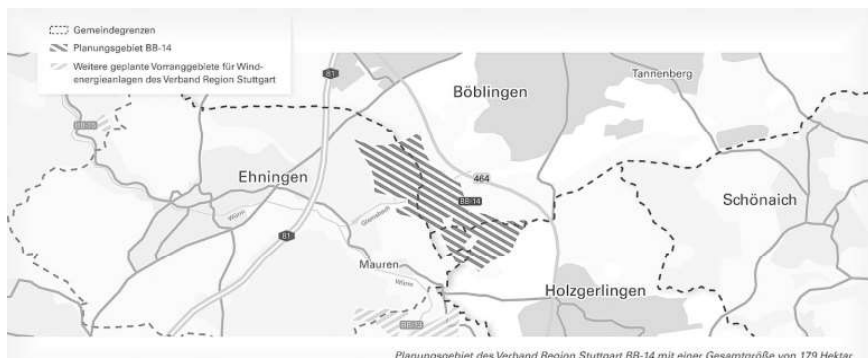 Gemeindegrenzen
Planungsgebiet BB-14
Weitere geplante Vorranggebiete für Wind-
energieanlagen des Verband Region Stuttgart
81
Tannenberg
Böblingen
Ehningen
464
BB-14
Schönaich
Würm
81
Mauren
Würm
Holzgerlingen
Planungsgebiet des Verband Region Stuttgart BB-14 mit einer Gesamtgröße von 179 Hektar